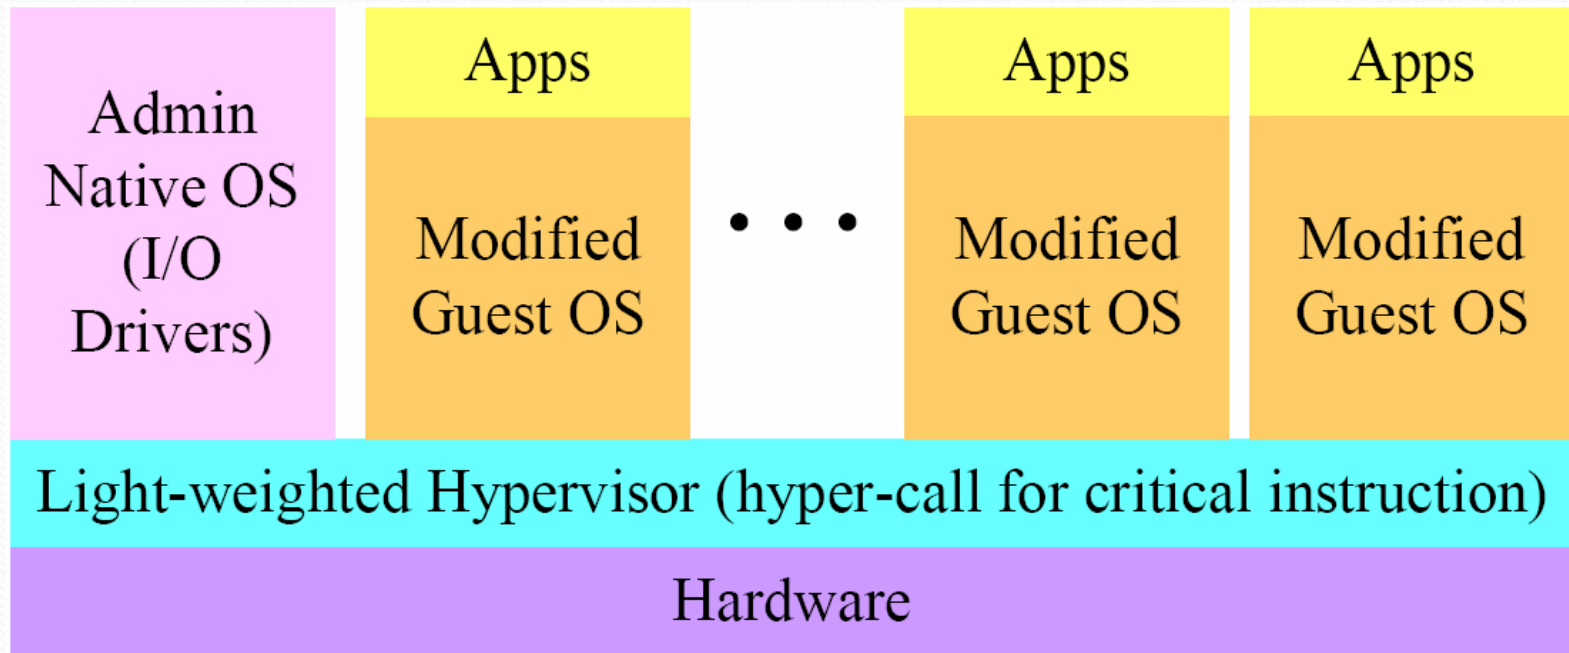 Admin
Native OS
(I/O
Drivers)
Apps
Modified
Guest OS
• • •
Apps
Modified
Guest OS
Apps
Modified
Guest OS
Light-weighted Hypervisor (hyper-call for critical instruction)
Hardware